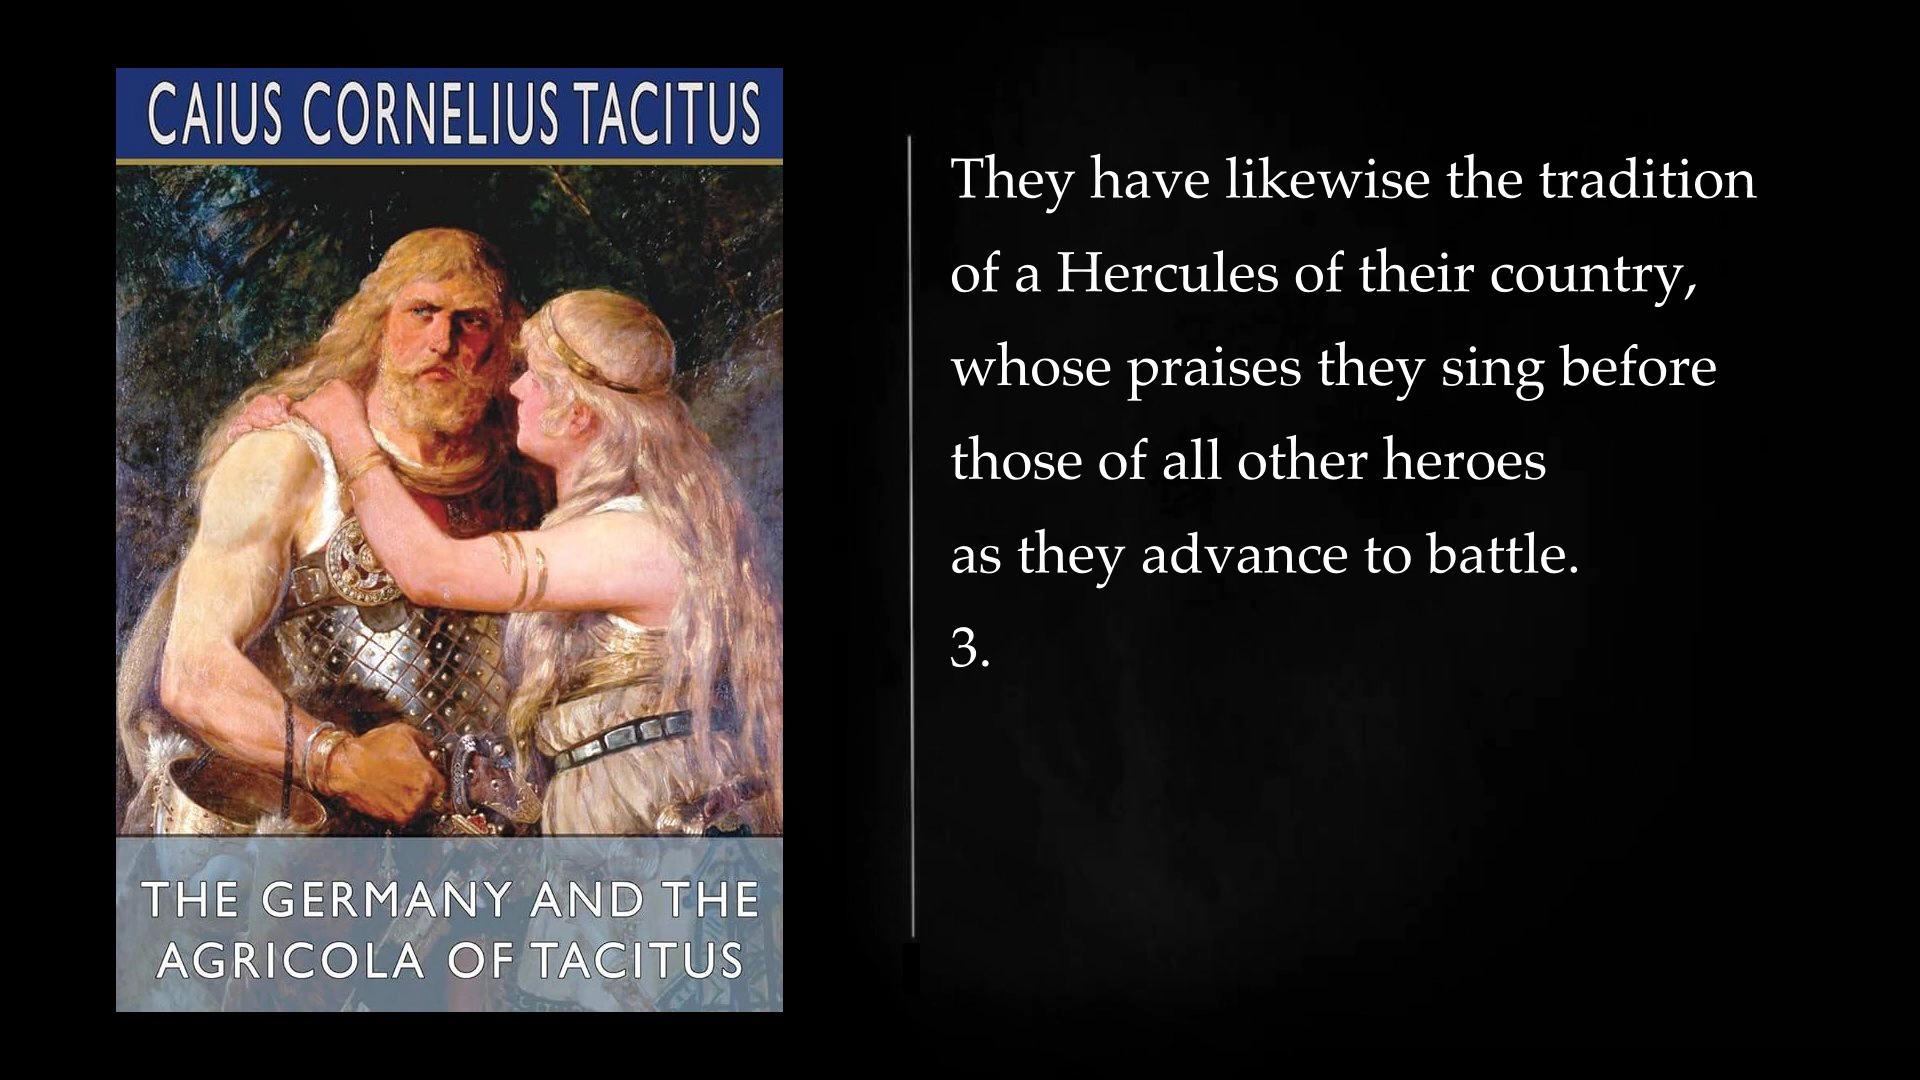 CAIUS CORNELIUS TACITUS
THE GERMANY AND THE
AGRICOLA OF TACITUS
They have likewise the tradition
of a Hercules of their country,
whose praises they sing before
those of all other heroes
as they advance to battle.
3.